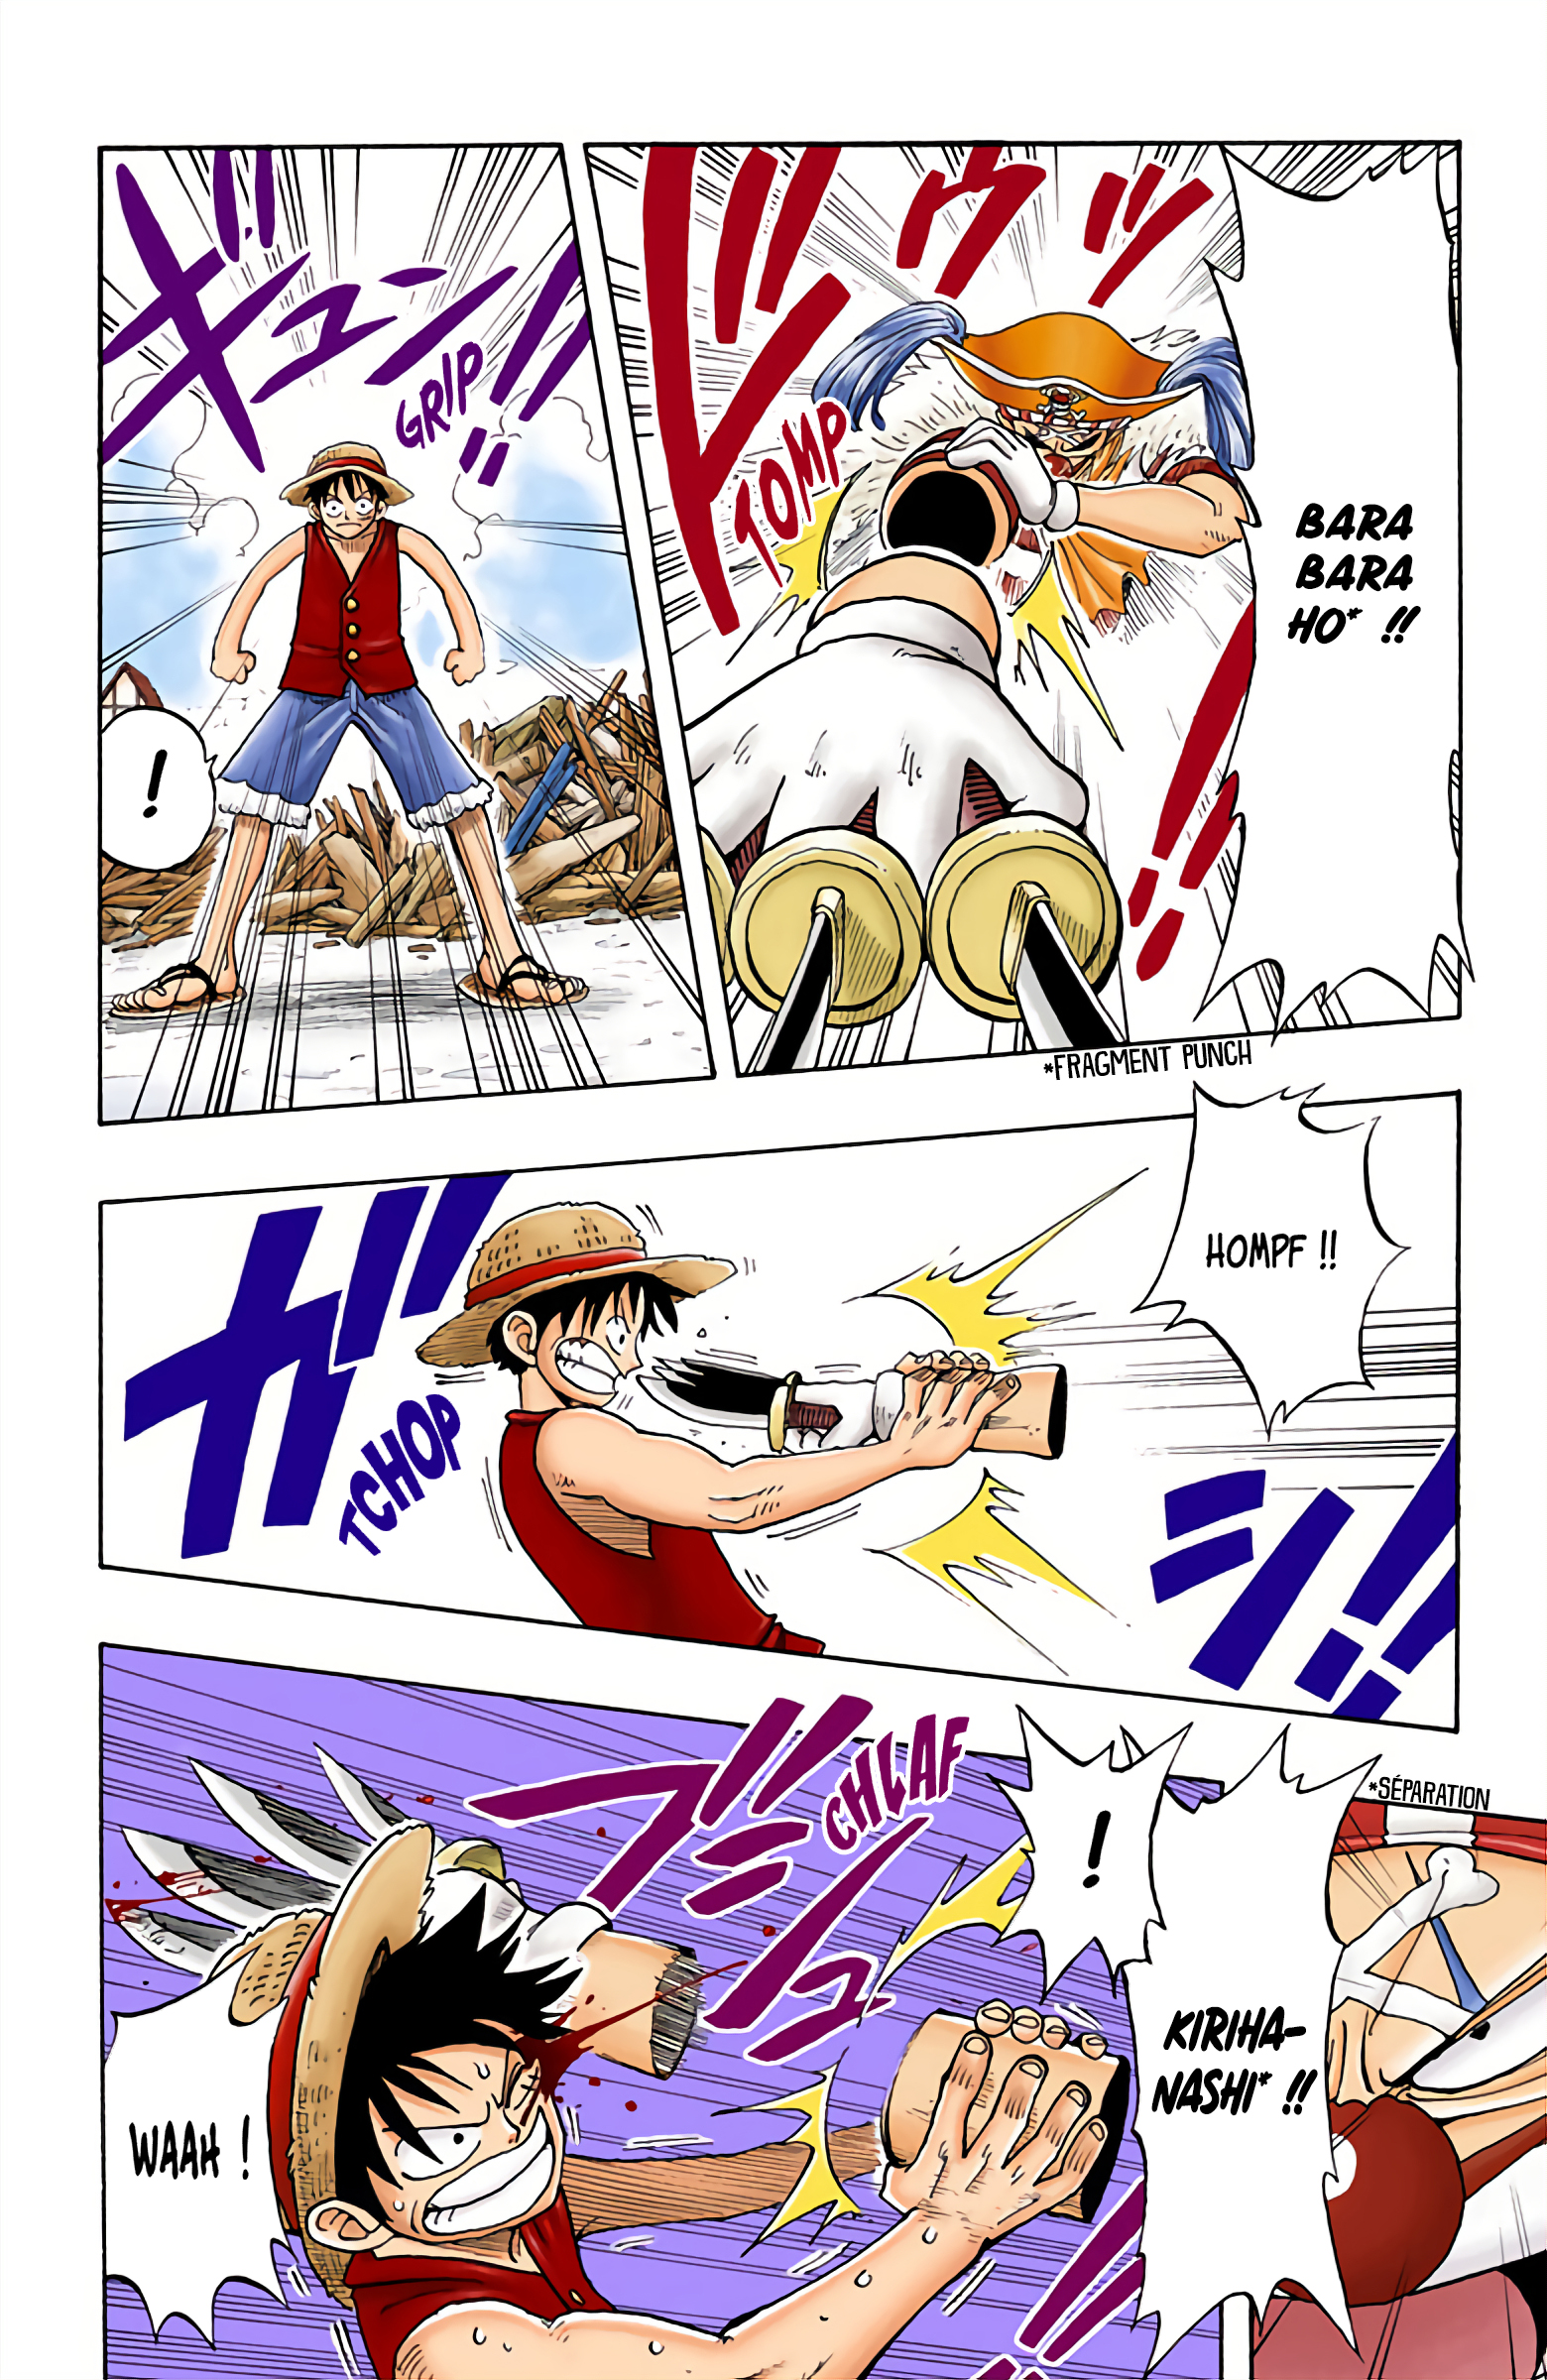 BARA
BARA
HO* !!
ドウッ!!
TOMP
*FRAGMENT PUNCH
ギュン!!
GRIP
!
HOMPF !!
ガシ!!
TCHOP
*SÉPARATION
!
KIRIHA-
NASHI* !!
ブシュ!!
CHLAF
WAAH !